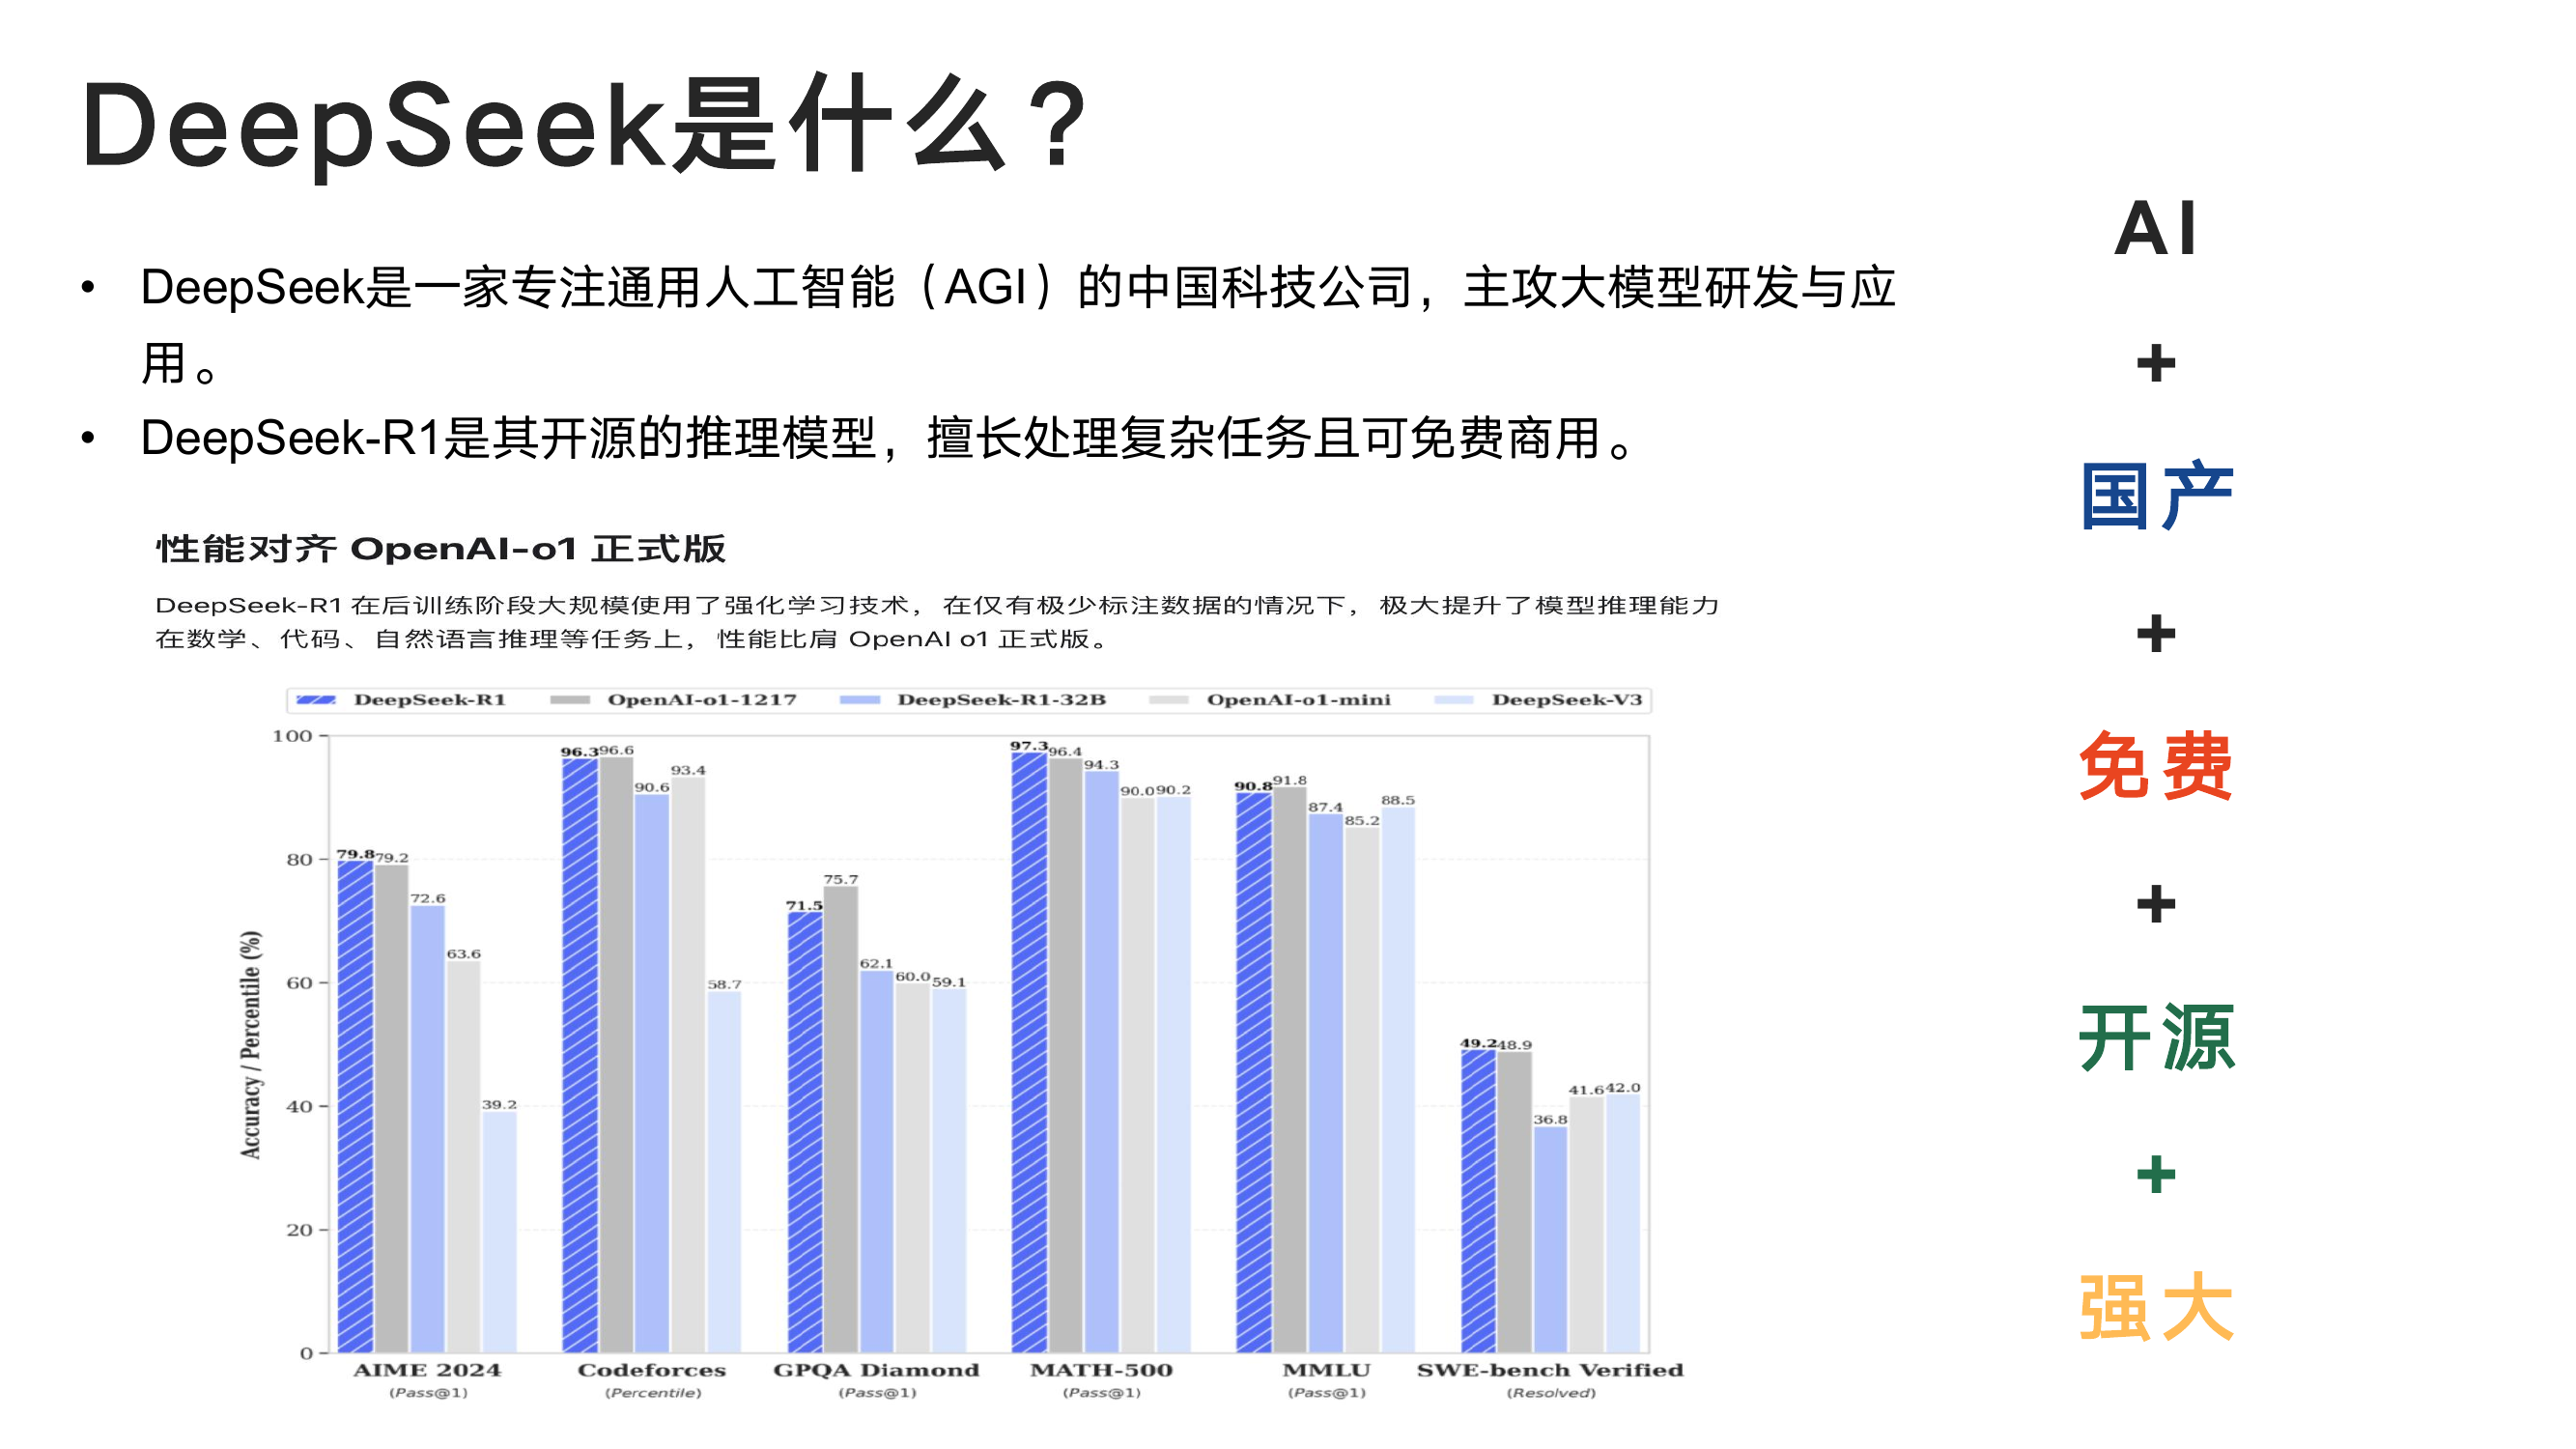 DeepSeek是什么？
• DeepSeek是一家专注通用人工智能（AGI）的中国科技公司，主攻大模型研发与应
用。
• DeepSeek-R1是其开源的推理模型，擅长处理复杂任务且可免费商用。
性能对齐 OpenAI-o1 正式版
DeepSeek-R1 在后训练阶段大规模使用了强化学习技术，在仅有极少标注数据的情况下，极大提升了模型推理能力
在数学、代码、自然语言推理等任务上，性能比肩 OpenAI o1 正式版。
DeepSeek-R1 OpenAI-o1-1217 DeepSeek-R1-32B OpenAI-o1-mini DeepSeek-V3
Accuracy / Percentile (%)
100
80
60
40
20
0
79.8 79.2 72.6 63.6 39.2
96.3 96.6 90.6 93.4 58.7
71.5 75.7 62.1 60.0 59.1
97.3 96.4 94.3 90.0 90.2
90.8 91.8 87.4 85.2 88.5
49.2 48.9 36.8 41.6 42.0
AIME 2024 Codeforces GPQA Diamond MATH-500 MMLU SWE-bench Verified
(Pass@1) (Percentile) (Pass@1) (Pass@1) (Pass@1) (Resolved)
AI
+
国产
+
免费
+
开源
+
强大